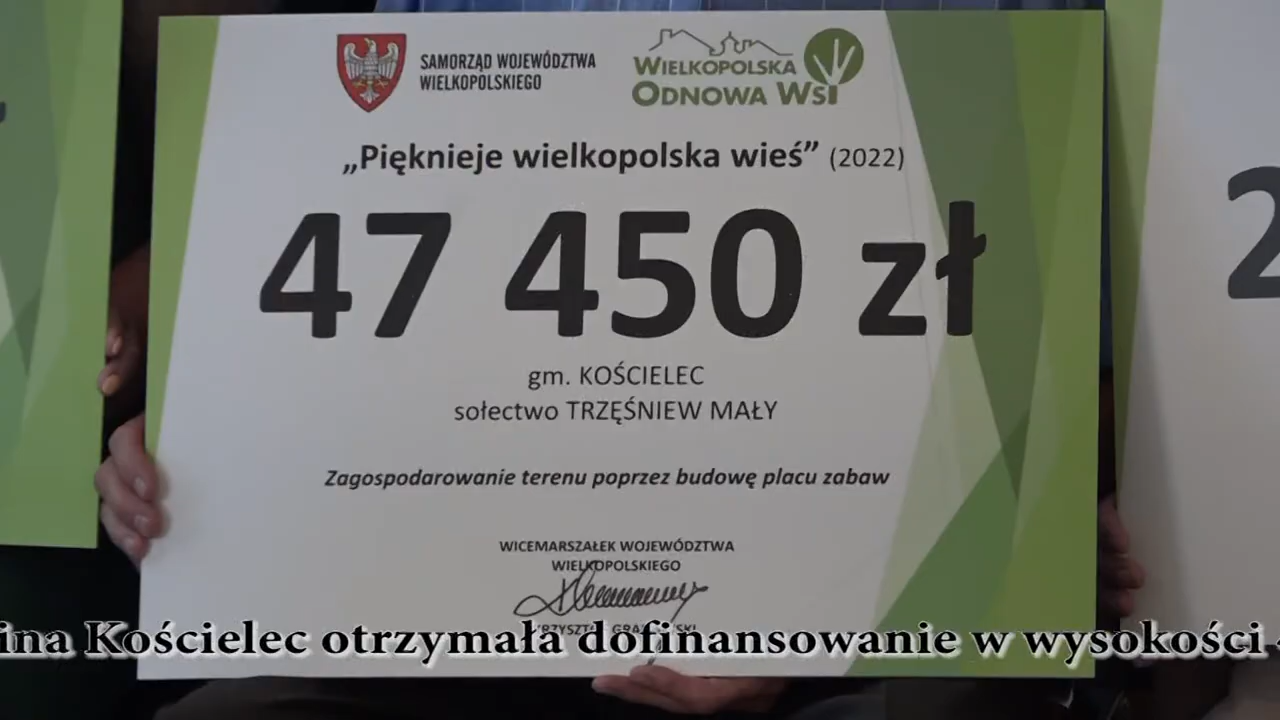 SAMORZĄD WOJEWÓDZTWA
WIELKOPOLSKIEGO
WIELKOPOLSKA
ODNOWA WSI
„Pięknieje wielkopolska wieś” (2022)
47 450 zł
gm. KOŚCIELEC
sołectwo TRZĘŚNIEW MAŁY
Zagospodarowanie terenu poprzez budowę placu zabaw
WICEMARSZAŁEK WOJEWÓDZTWA
WIELKOPOLSKIEGO
ina Kościelec otrzymała dofinansowanie w wysokości
2